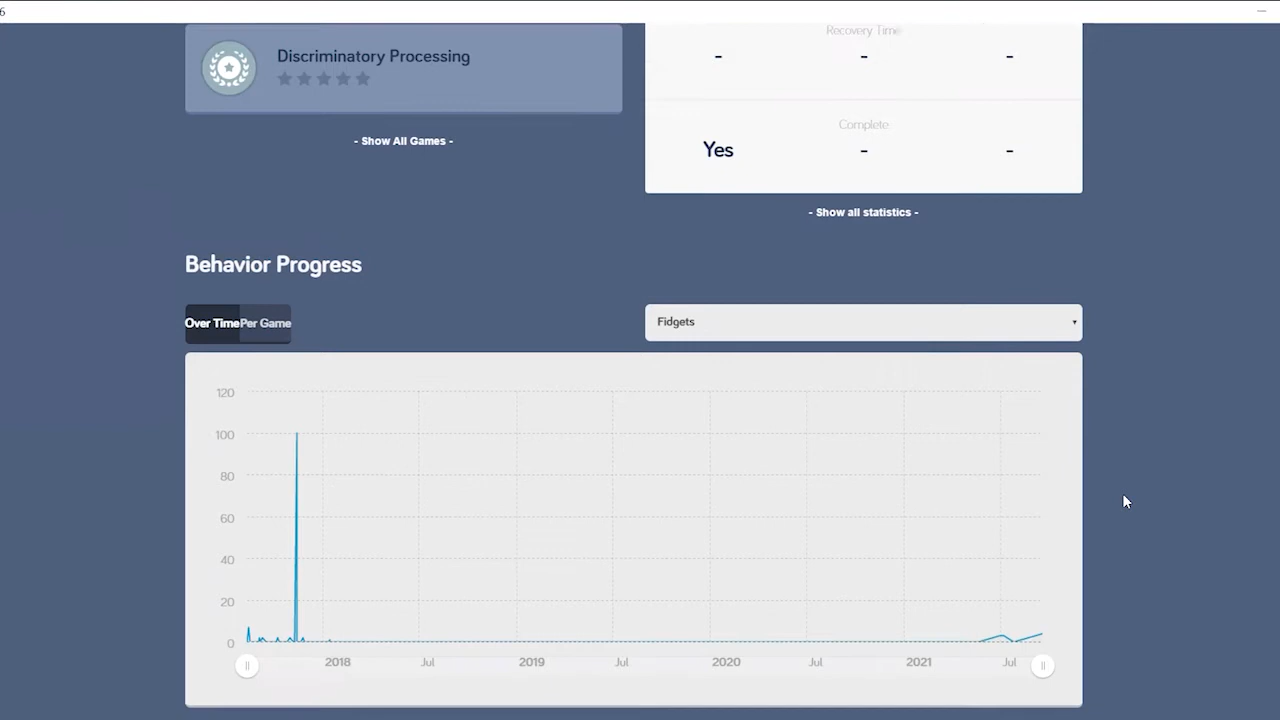 6
Discriminatory Processing
- Show All Games -
Recovery Time
- - -
Complete
Yes - -
- Show all statistics -
Behavior Progress
Over Time Per Game
Fidgets
120
100
80
60
40
20
0
2018 Jul 2019 Jul 2020 Jul 2021 Jul